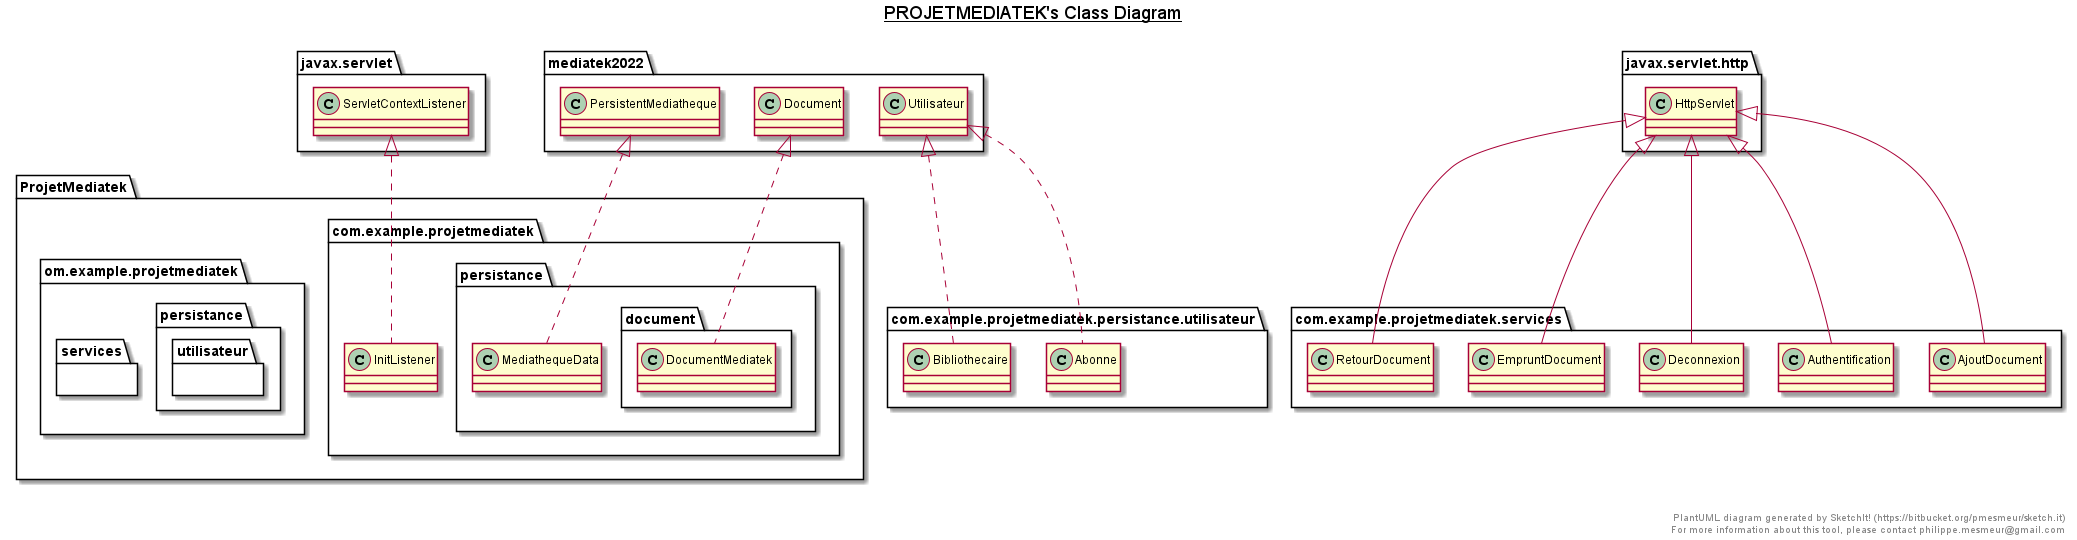 PROJETMEDIATEK's Class Diagram
javax.servlet
C ServletContextListener
mediatek2022
C PersistentMediatheque
C Document
C Utilisateur
javax.servlet.http
C HttpServlet
ProjetMediatek
om.example.projetmediatek
services
persistance
utilisateur
com.example.projetmediatek
C InitListener
persistance
C MediathequeData
document
C DocumentMediatek
com.example.projetmediatek.persistance.utilisateur
C Bibliothecaire
C Abonne
com.example.projetmediatek.services
C RetourDocument
C EmpruntDocument
C Deconnexion
C Authentification
C AjoutDocument
PlantUML diagram generated by SketchIt! (https://bitbucket.org/pmesmeur/sketch.it)
For more information about this tool, please contact philippe.mesmeur@gmail.com